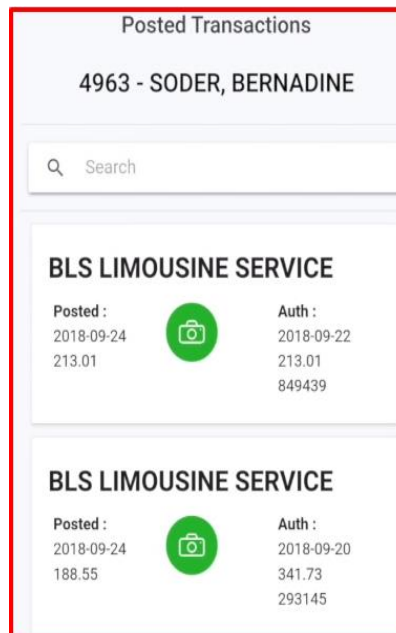 Posted Transactions
4963 - SODER, BERNADINE
Search
BLS LIMOUSINE SERVICE
Posted :
2018-09-24
213.01
Auth :
2018-09-22
213.01
849439
BLS LIMOUSINE SERVICE
Posted :
2018-09-24
188.55
Auth :
2018-09-20
341.73
293145